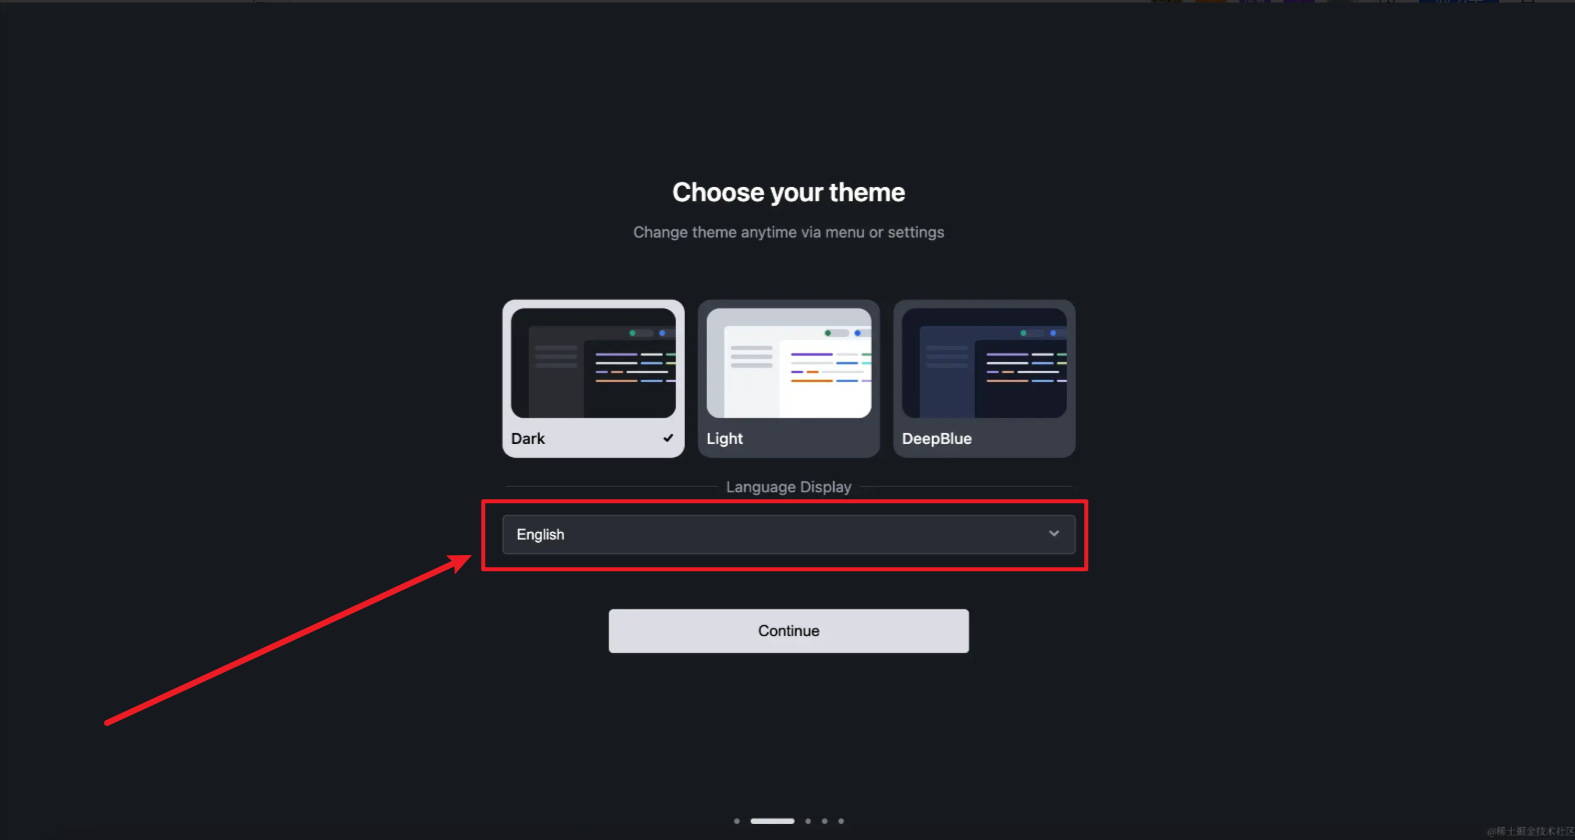 Choose your theme
Change theme anytime via menu or settings
Dark
Light
DeepBlue
Language Display
English
Continue
@稀土掘金技术社区